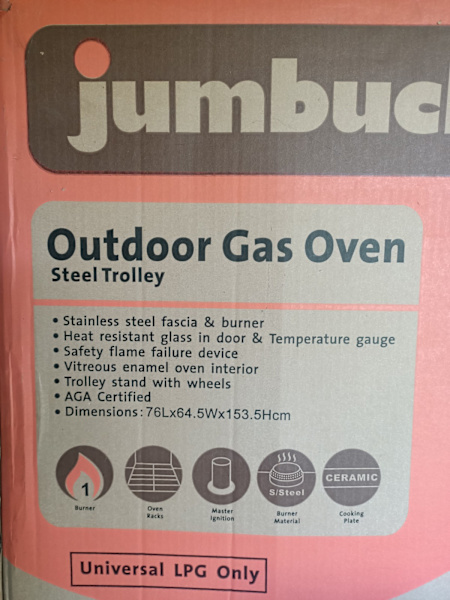 jumbuc
Outdoor Gas Oven
Steel Trolley
• Stainless steel fascia & burner
• Heat resistant glass in door & Temperature gauge
• Safety flame failure device
• Vitreous enamel oven interior
• Trolley stand with wheels
• AGA Certified
• Dimensions: 76Lx64.5Wx153.5Hcm
1
Burner
Oven
Racks
Master
Ignition
S/Steel
Burner
Material
CERAMIC
Cooking
Plate
Universal LPG Only